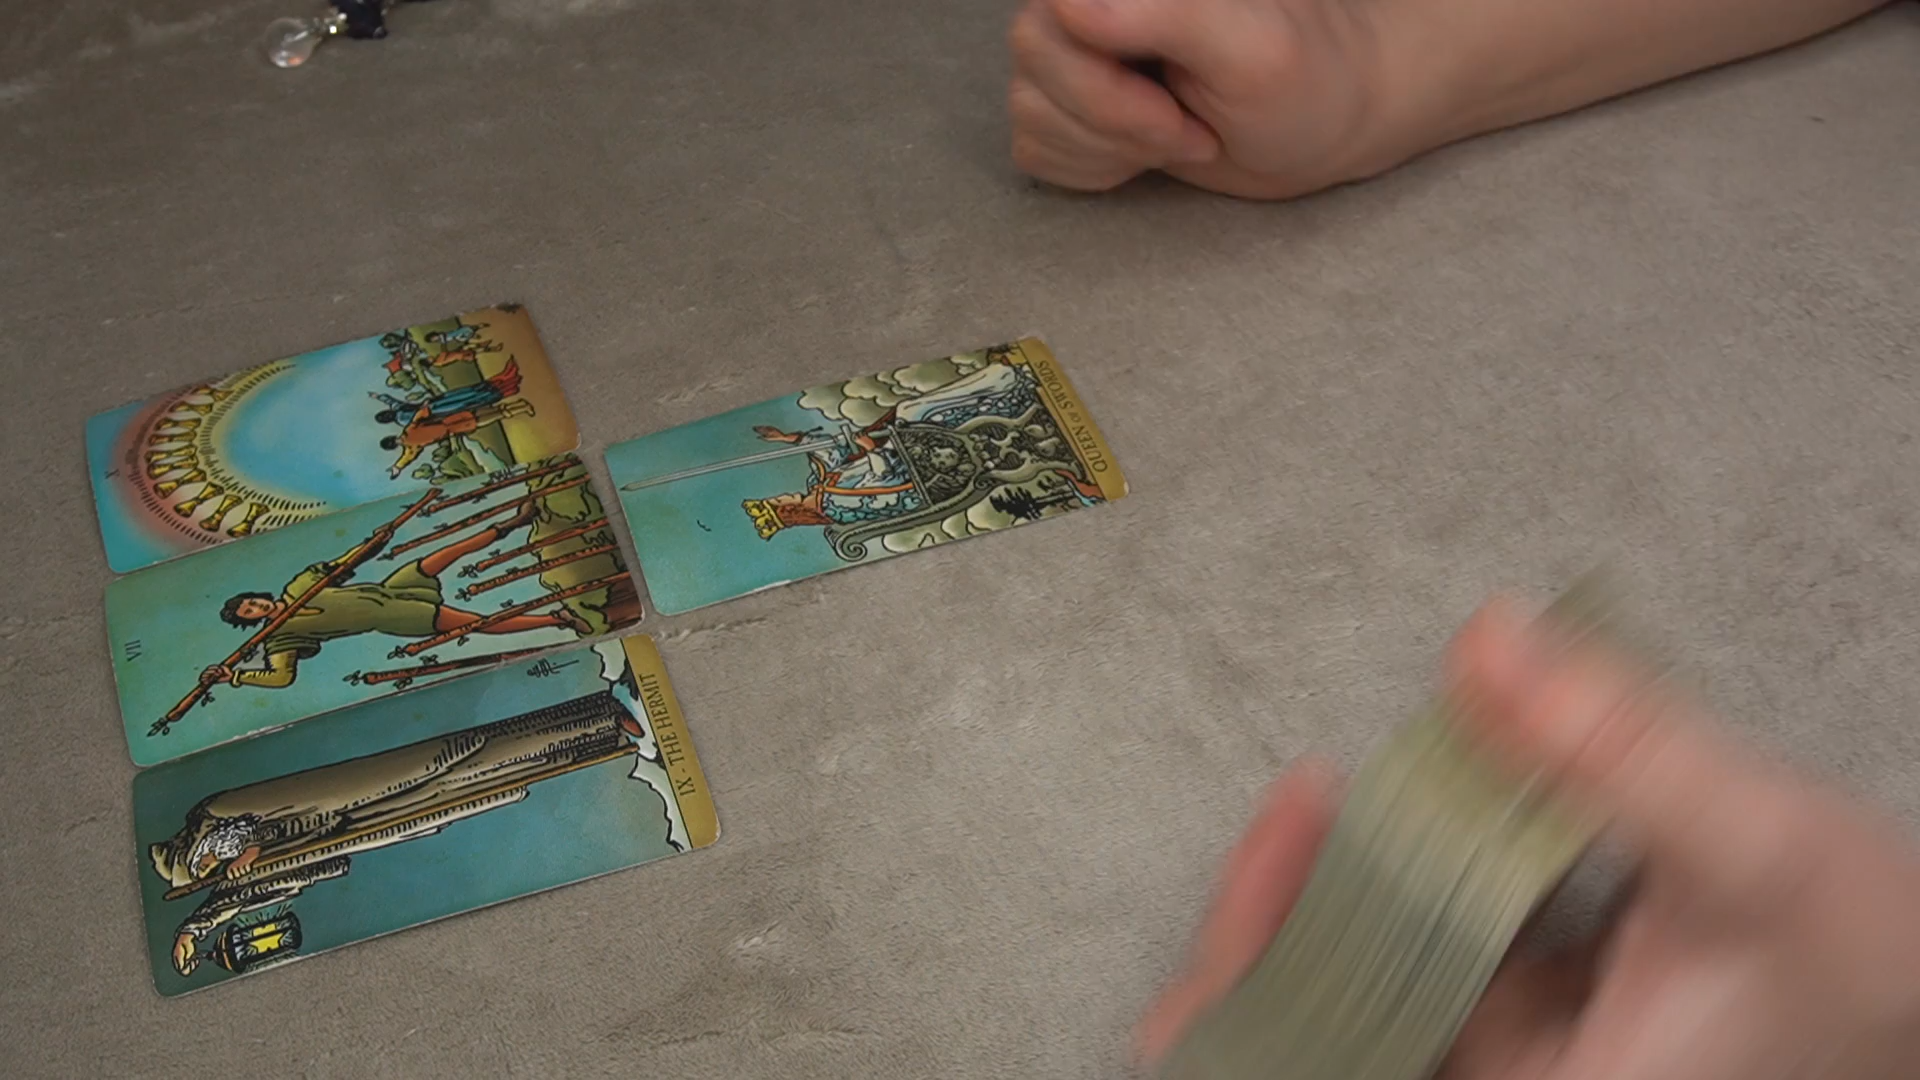 X
VII
IX - THE HERMIT
QUEEN OF SWORDS